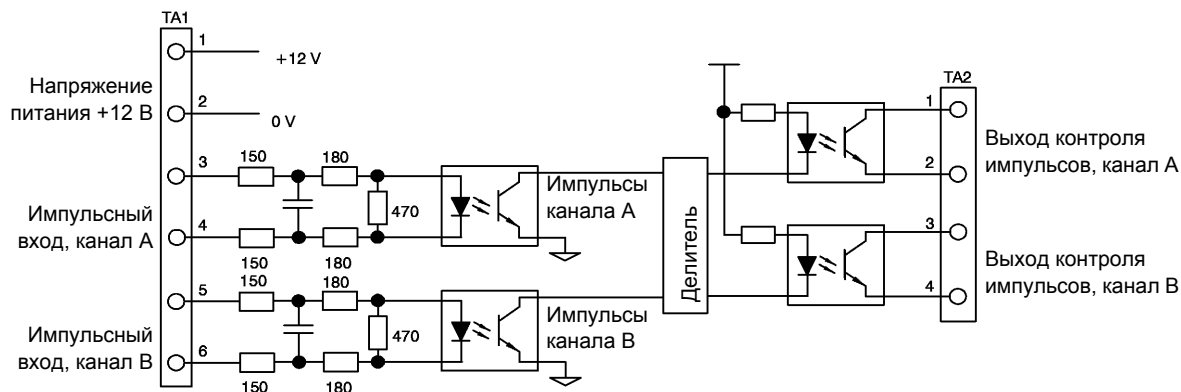 TA1
1
+12 V
Напряжение
питания +12 В
2
0 V
3
150
180
470
Импульсный
вход, канал А
4
150
180
Импульсы
канала А
5
150
180
470
Импульсный
вход, канал В
6
150
180
Импульсы
канала В
Делитель
TA2
1
Выход контроля
импульсов, канал А
2
3
Выход контроля
импульсов, канал В
4